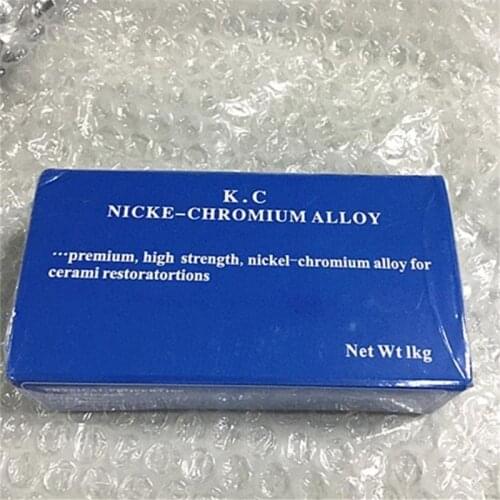 K.C
NICKE-CHROMIUM ALLOY
...premium, high strength, nickel-chromium alloy for
cerami restoratortions
Net Wt 1kg